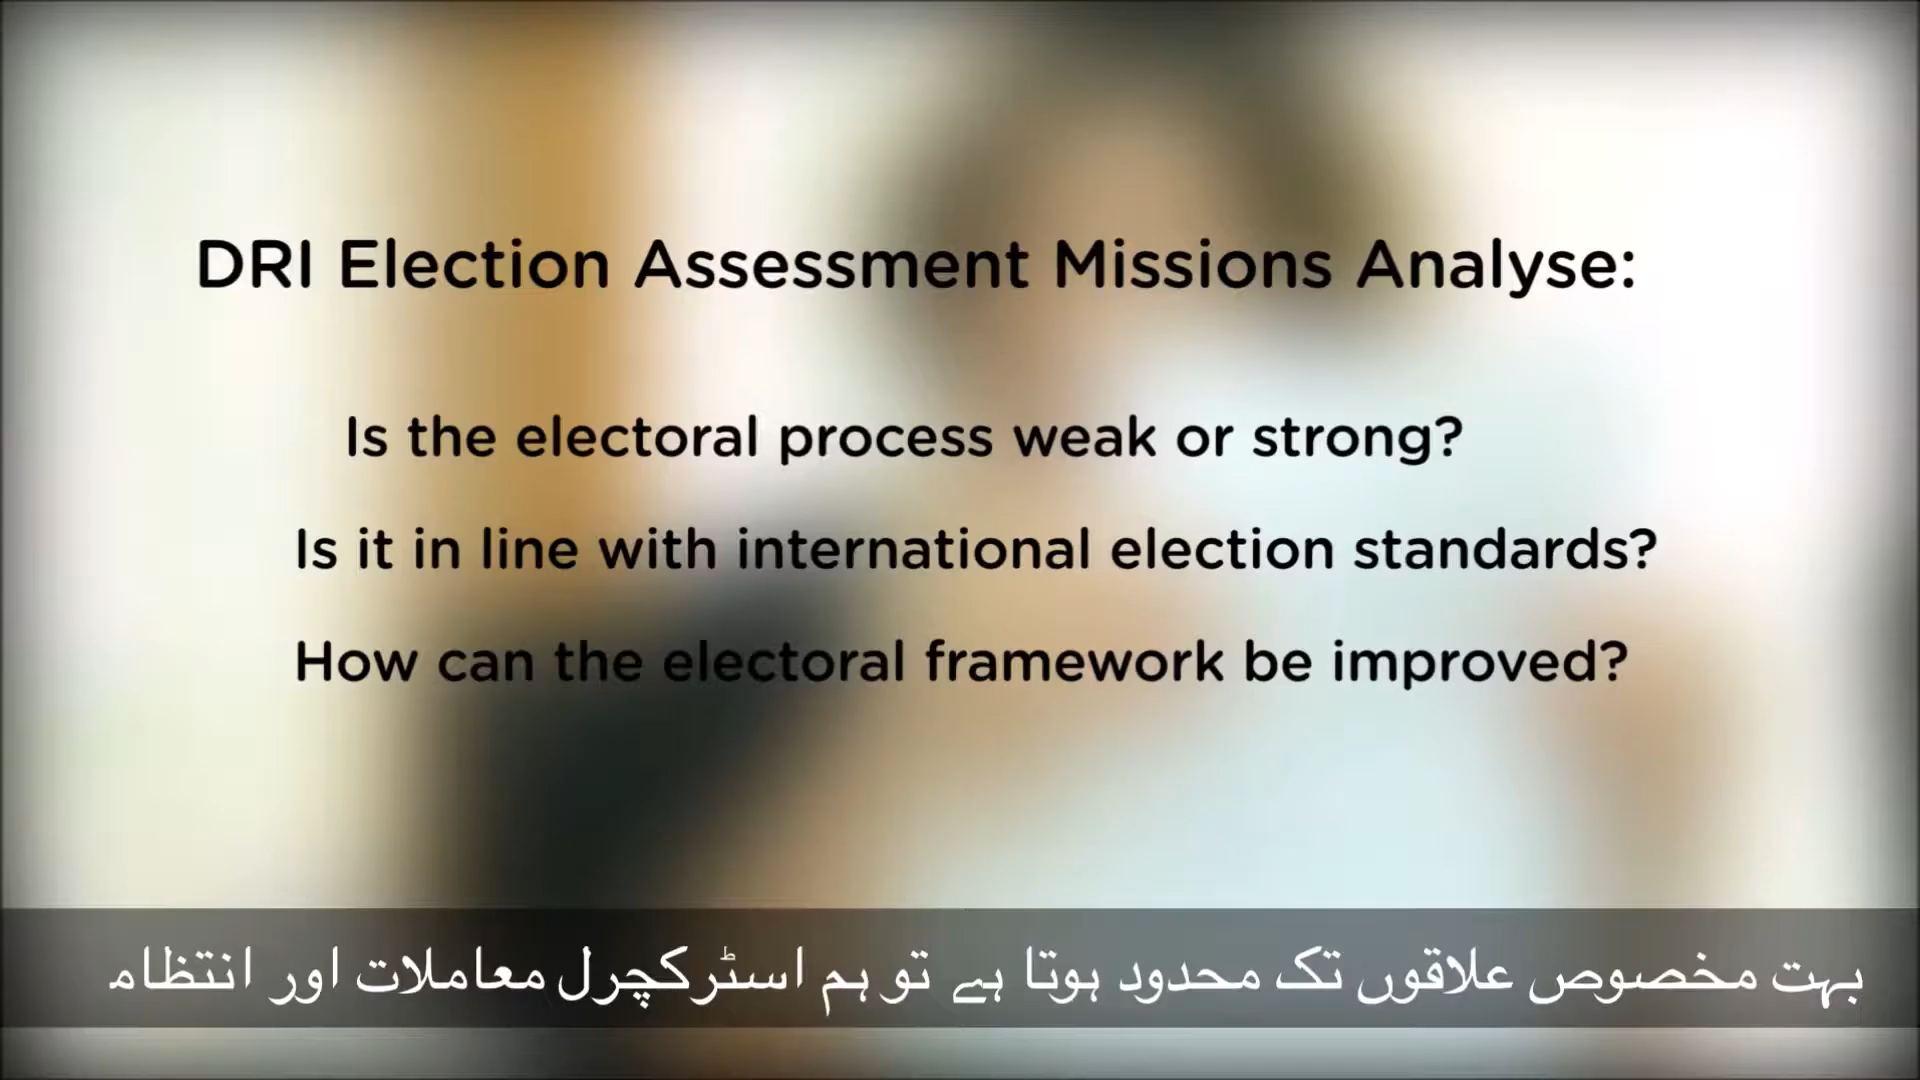 DRI Election Assessment Missions Analyse:
Is the electoral process weak or strong?
Is it in line with international election standards?
How can the electoral framework be improved?
بہت مخصوص علاقوں تک محدود ہوتا ہے تو ہم اسٹرکچرل معاملات اور انتظام